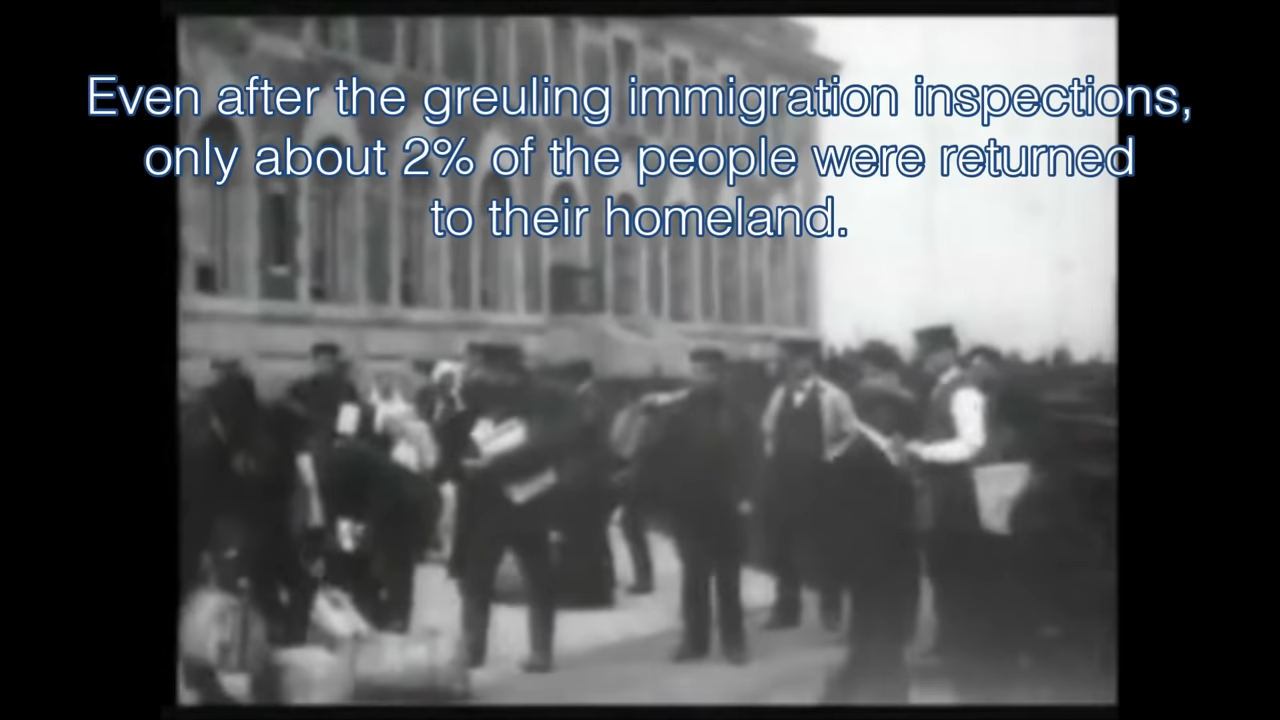 Even after the greuling immigration inspections,
only about 2% of the people were returned
to their homeland.